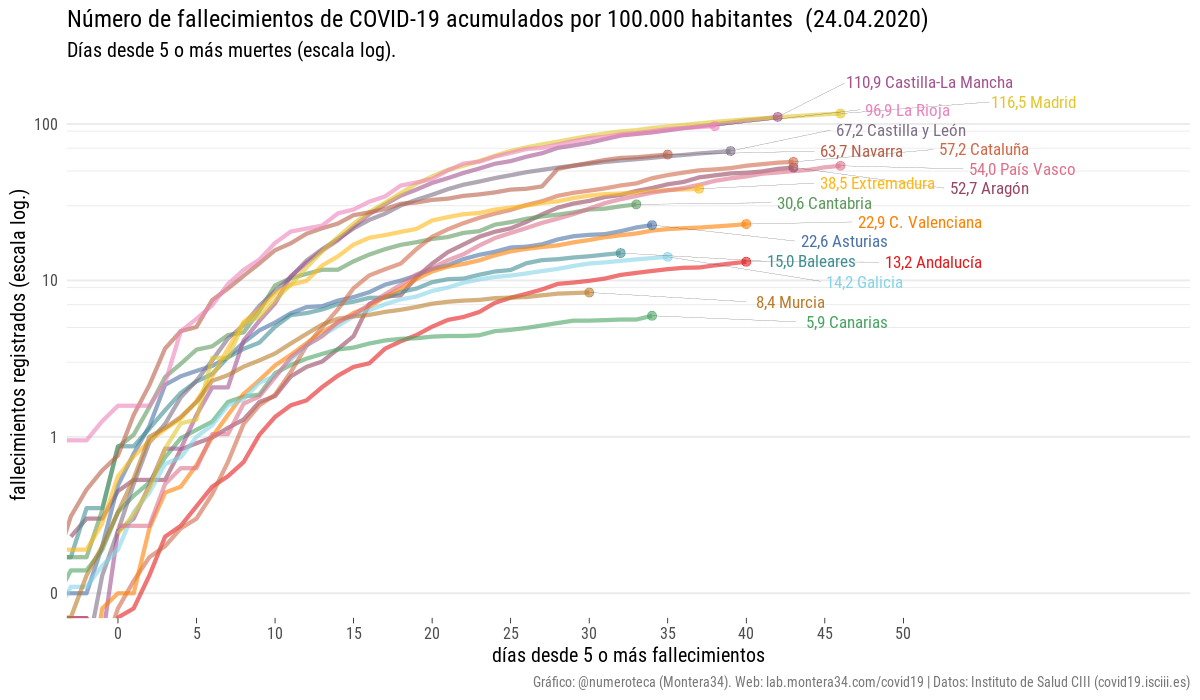 Número de fallecimientos de COVID-19 acumulados por 100.000 habitantes  (24.04.2020)
Días desde 5 o más muertes (escala log).
110,9 Castilla-La Mancha
116,5 Madrid
96,9 La Rioja
67,2 Castilla y León
63,7 Navarra
57,2 Cataluña
54,0 País Vasco
38,5 Extremadura
52,7 Aragón
30,6 Cantabria
22,9 C. Valenciana
22,6 Asturias
15,0 Baleares
13,2 Andalucía
14,2 Galicia
8,4 Murcia
5,9 Canarias
fallecimientos registrados (escala log.)
100
10
1
0
0 5 10 15 20 25 30 35 40 45 50
días desde 5 o más fallecimientos
Gráfico: @numeroteca (Montera34). Web: lab.montera34.com/covid19 | Datos: Instituto de Salud CIII (covid19.isciii.es)